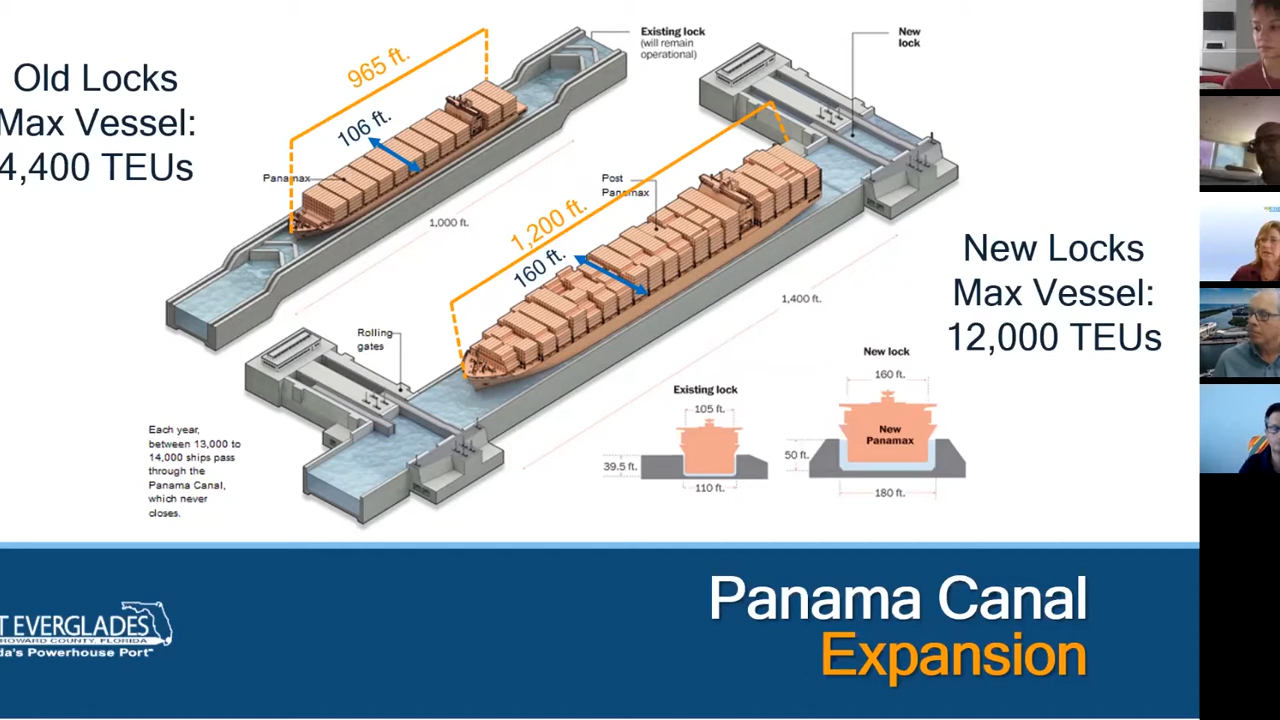 Old Locks
Max Vessel:
4,400 TEUs
965 ft.
106 ft.
Panamax
1,000 ft.
Existing lock
(will remain
operational)
New
lock
Post
Panamax
1,200 ft.
160 ft.
1,400 ft.
New Locks
Max Vessel:
12,000 TEUs
Rolling
gates
Each year,
between 13,000 to
14,000 ships pass
through the
Panama Canal,
which never
closes.
Existing lock
105 ft.
39.5 ft.
110 ft.
New lock
160 ft.
New
Panamax
50 ft.
180 ft.
T EVERGLADES
ROWARD COUNTY, FLORIDA
da's Powerhouse Port"
Panama Canal
Expansion